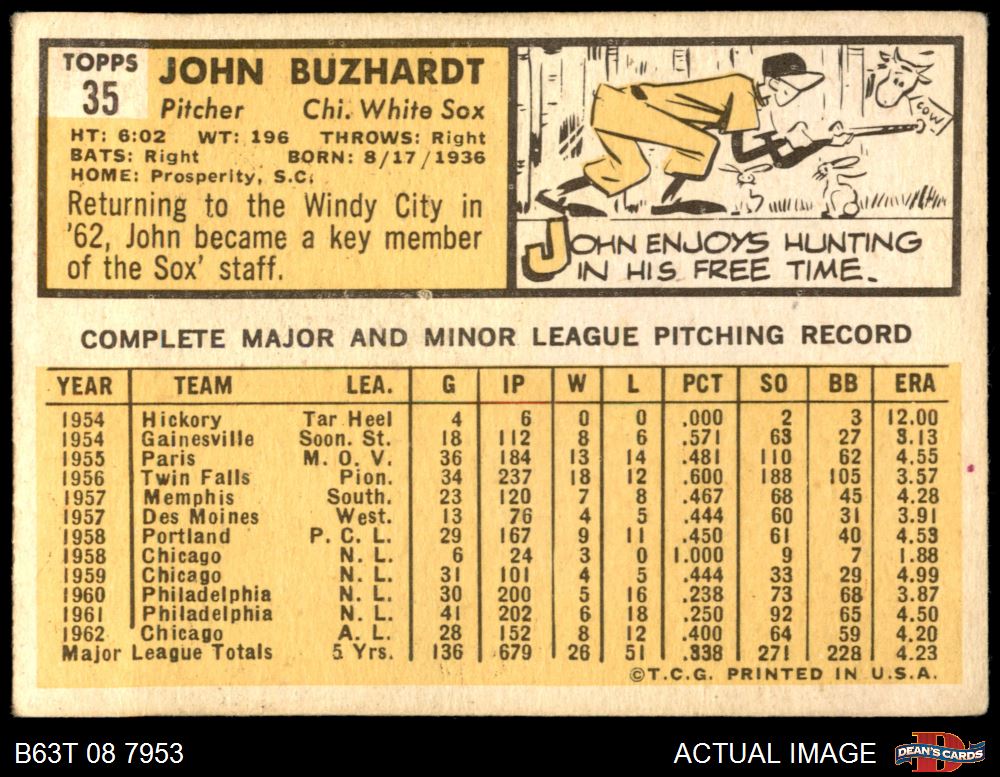 TOPPS
35
JOHN BUZHARDT
Pitcher Chi. White Sox
HT: 6:02 WT: 196 THROWS: Right
BATS: Right BORN: 8/17/1936
HOME: Prosperity, S.C.
Returning to the Windy City in
'62, John became a key member
of the Sox' staff.
COW
JOHN ENJOYS HUNTING
IN HIS FREE TIME.
COMPLETE MAJOR AND MINOR LEAGUE PITCHING RECORD
YEAR TEAM LEA. G IP W L PCT SO BB ERA
1954 Hickory Tar Heel 4 6 0 0 .000 2 3 12.00
1954 Gainesville Soon. St. 18 112 8 6 .571 63 27 3.13
1955 Paris M. O. V. 36 184 13 14 .481 110 62 4.55
1956 Twin Falls Pion. 34 237 18 12 .600 188 105 3.57
1957 Memphis South. 23 120 7 8 .467 68 45 4.28
1957 Des Moines West. 13 76 4 5 .444 60 31 3.91
1958 Portland P. C. L. 29 167 9 11 .450 61 40 4.53
1958 Chicago N. L. 6 24 3 0 1.000 9 7 1.88
1959 Chicago N. L. 31 101 4 5 .444 33 29 4.99
1960 Philadelphia N. L. 30 200 5 16 .238 73 68 3.87
1961 Philadelphia N. L. 41 202 6 18 .250 92 65 4.50
1962 Chicago A. L. 28 152 8 12 .400 64 59 4.20
Major League Totals 5 Yrs. 136 679 26 51 .338 271 228 4.23
©T.C.G. PRINTED IN U.S.A.
B63T 08 7953
ACTUAL IMAGE
DEAN'S CARDS